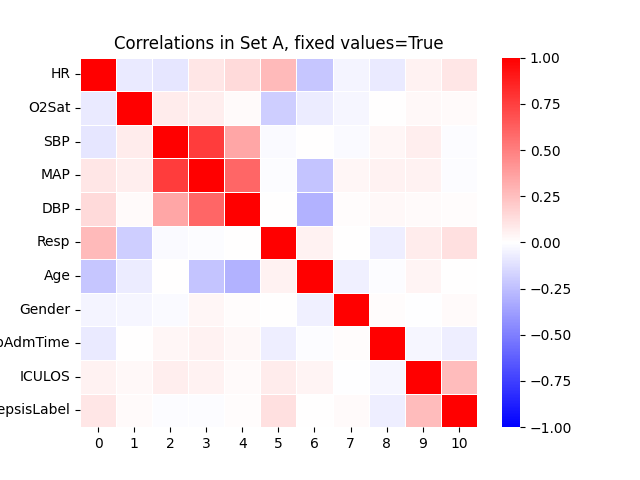 Correlations in Set A, fixed values=True
HR
O2Sat
SBP
MAP
DBP
Resp
Age
Gender
pAdmTime
ICULOS
epsisLabel
0 1 2 3 4 5 6 7 8 9 10
1.00
0.75
0.50
0.25
0.00
−0.25
−0.50
−0.75
−1.00